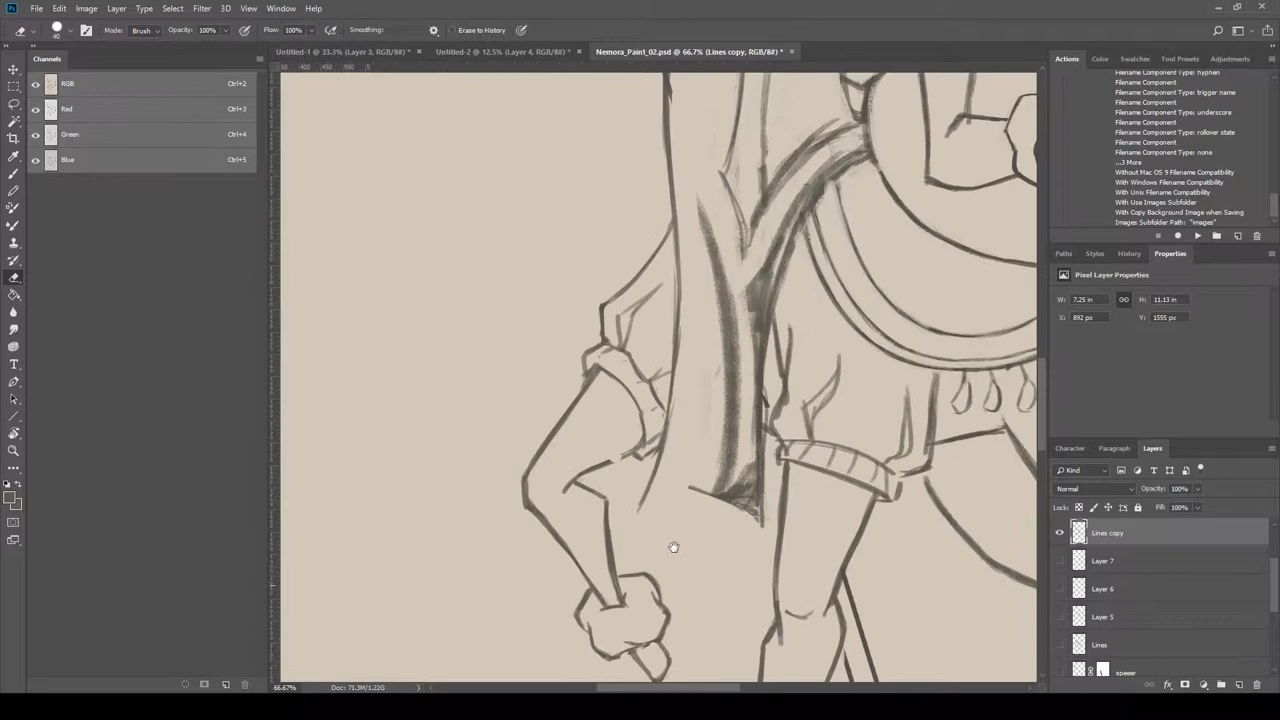 File Edit Image Layer Type Select Filter 3D View Window Help
40 Mode: Brush Opacity: 100% Flow: 100% Smoothing: Erase to History
Untitled-1 @ 33.3% (Layer 3, RGB/8#) * × Untitled-2 @ 12.5% (Layer 4, RGB/8#) * × Nemora_Paint_02.psd @ 66.7% (Lines copy, RGB/8#) * ×
Channels
RGB Ctrl+2
Red Ctrl+3
Green Ctrl+4
Blue Ctrl+5
Actions Color Swatches Tool Presets Adjustments
Filename Component Type: hyphen
Filename Component
Filename Component Type: trigger name
Filename Component
Filename Component Type: underscore
Filename Component
Filename Component Type: rollover state
Filename Component
Filename Component Type: none
...3 More
Without Mac OS 9 Filename Compatibility
With Windows Filename Compatibility
With Unix Filename Compatibility
With Use Images Subfolder
With Copy Background Image when Saving
Images Subfolder Path: "images"
Paths Styles History Properties
Pixel Layer Properties
W: 7.25 in H: 11.13 in
X: 892 px Y: 1555 px
Character Paragraph Layers
Kind
Normal Opacity: 100%
Lock: Fill: 100%
Lines copy
Layer 7
Layer 6
Layer 5
Lines
66.67% Doc: 71.3M/1.22G